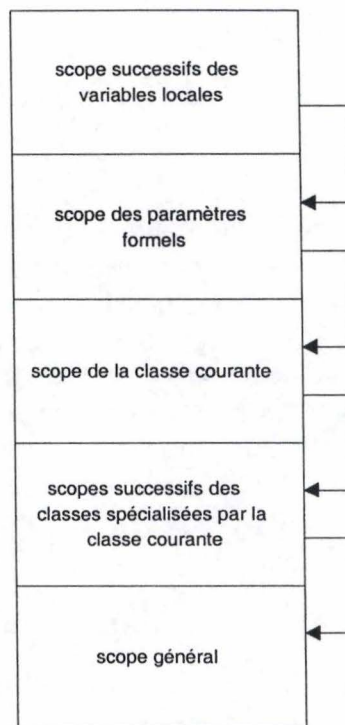 scope successifs des
variables locales
scope des paramètres
formels
scope de la classe courante
scopes successifs des
classes spécialisées par la
classe courante
scope général